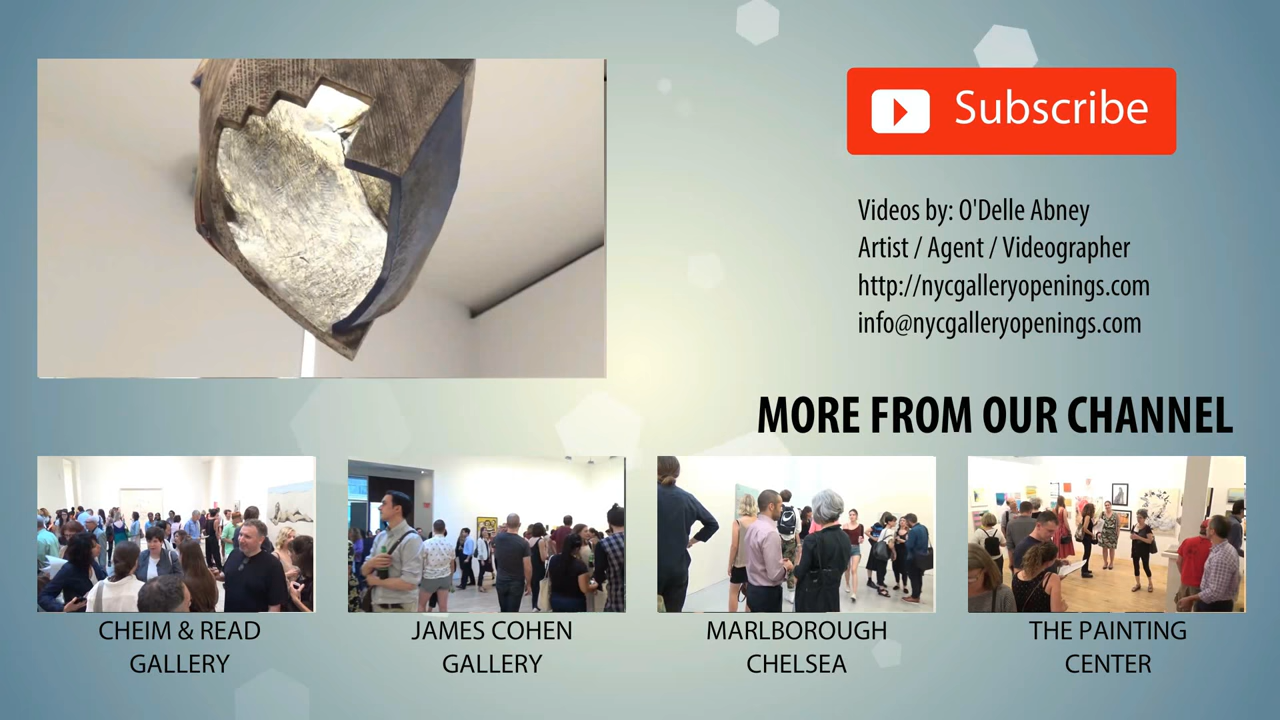 Subscribe
Videos by: O'Delle Abney
Artist / Agent / Videographer
http://nycgalleryopenings.com
info@nycgalleryopenings.com
MORE FROM OUR CHANNEL
CHEIM & READ
GALLERY
JAMES COHEN
GALLERY
MARLBOROUGH
CHELSEA
THE PAINTING
CENTER